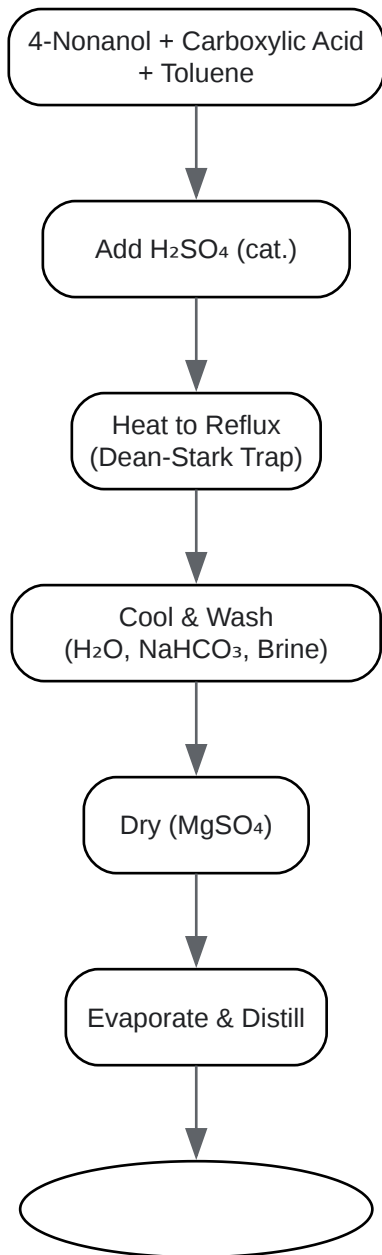 4-Nonanol + Carboxylic Acid
+ Toluene
Add H₂SO₄ (cat.)
Heat to Reflux
(Dean-Stark Trap)
Cool & Wash
(H₂O, NaHCO₃, Brine)
Dry (MgSO₄)
Evaporate & Distill